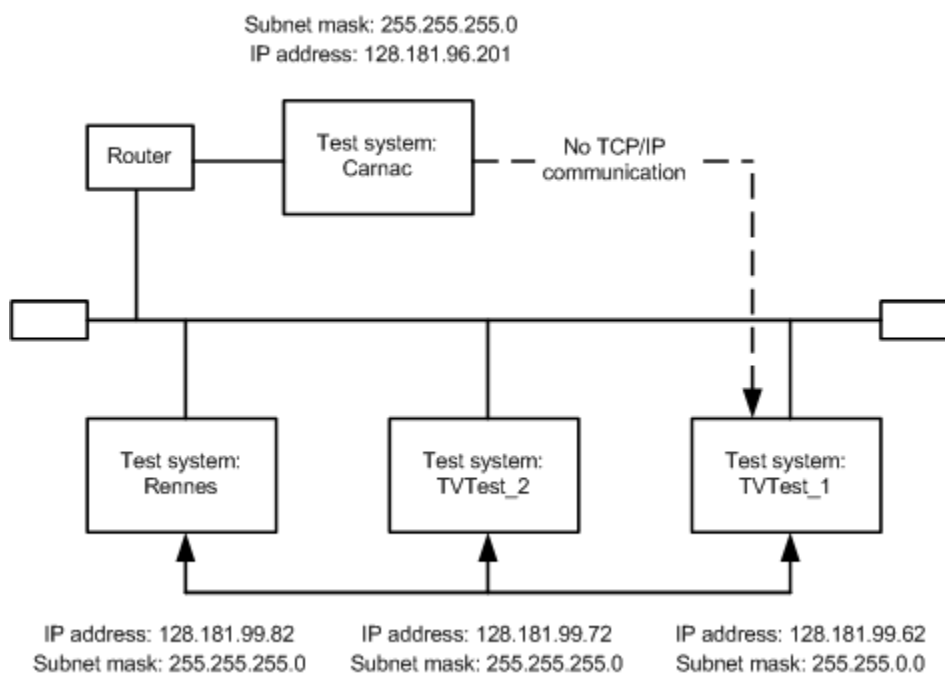 Subnet mask: 255.255.255.0
IP address: 128.181.96.201
Router
Test system:
Carnac
No TCP/IP
communication
Test system:
Rennes
Test system:
TVTest_2
Test system:
TVTest_1
IP address: 128.181.99.82
Subnet mask: 255.255.255.0
IP address: 128.181.99.72
Subnet mask: 255.255.255.0
IP address: 128.181.99.62
Subnet mask: 255.255.0.0